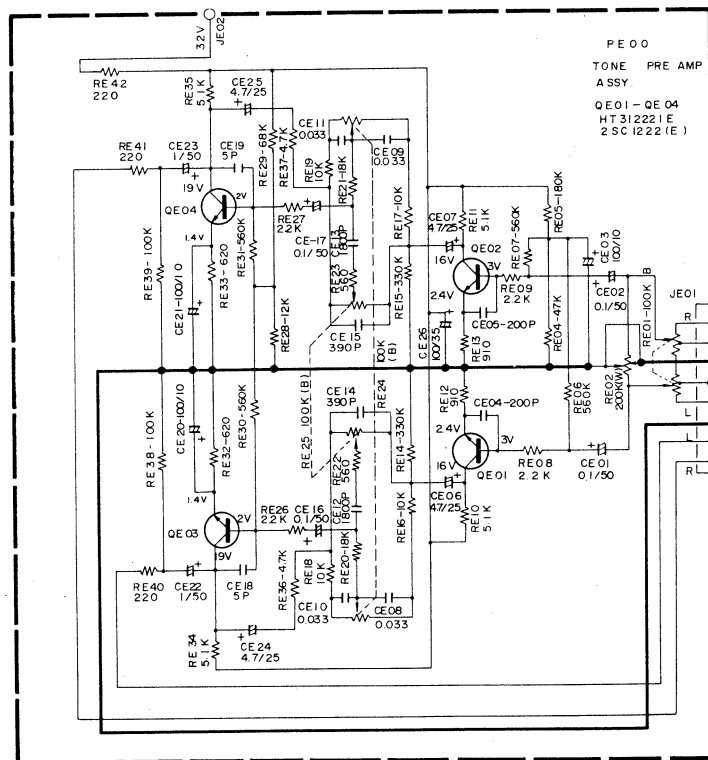 32V
JE02
PE00
TONE PRE AMP
ASSY.
QE01-QE04
HT312221E
2SC1222(E)
RE42
220
RE35
5.1K
CE25
4.7/25
CE11
0.033
CE09
0.033
RE41
220
CE23
1/50
CE19
5P
RE29-68K
RE37-4.7K
RE19
10K
RE21-18K
RE17-10K
RE11
5.1K
RE05-180K
19V
2V
QE04
RE27
2.2K
CE07
47/25
QE02
RE07-560K
CE03
100/10
16V
3V
1.4V
RE31-560K
CE-17
0.1/50
CE13
1800P
RE39-100K
RE33-620
RE23
560
RE15-330K
2.4V
RE09
2.2K
CE02
0.1/50
RE01-100K B
JE01
R
CE21-100/10
RE28-12K
CE15
390P
100K
(B)
CE26
100/35
CE05-200P
RE13
910
RE04-47K
RE25-100K(B)
RE24
CE14
390P
RE12
910
CE04-200P
RE06
560K
RE02
200K(W)
L
CE20-100/10
RE30-560K
RE38-100K
RE32-620
RE22
560
RE14-330K
2.4V
3V
L
1.4V
CE12
1800P
16V
QE01
RE08
2.2K
CE01
0.1/50
R
2V
QE03
RE26
2.2K
CE16
0.1/50
RE16-10K
CE06
47/25
RE10
5.1K
19V
RE40
220
CE22
1/50
CE18
5P
RE36-4.7K
RE18
10K
RE20-18K
CE10
0.033
CE08
0.033
RE34
5.1K
CE24
4.7/25